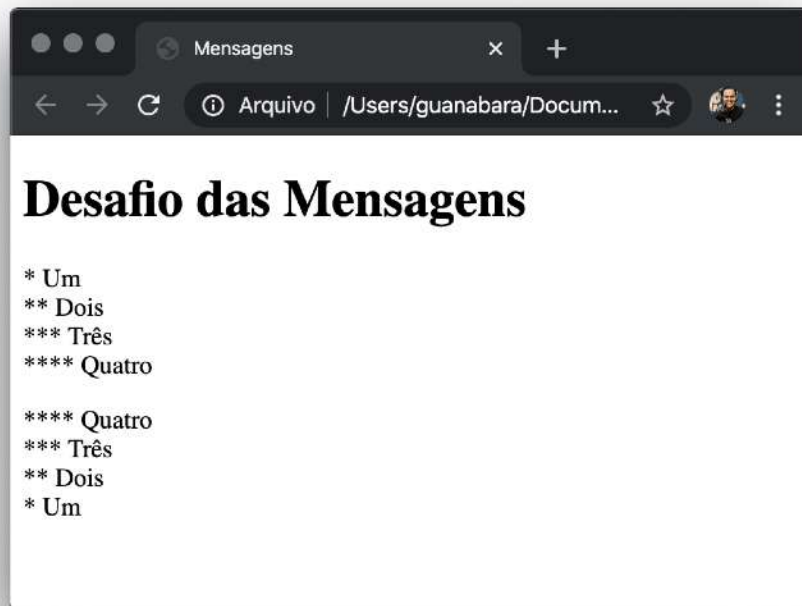 Mensagens
Arquivo /Users/guanabara/Docum...
Desafio das Mensagens
* Um
** Dois
*** Três
**** Quatro
**** Quatro
*** Três
** Dois
* Um